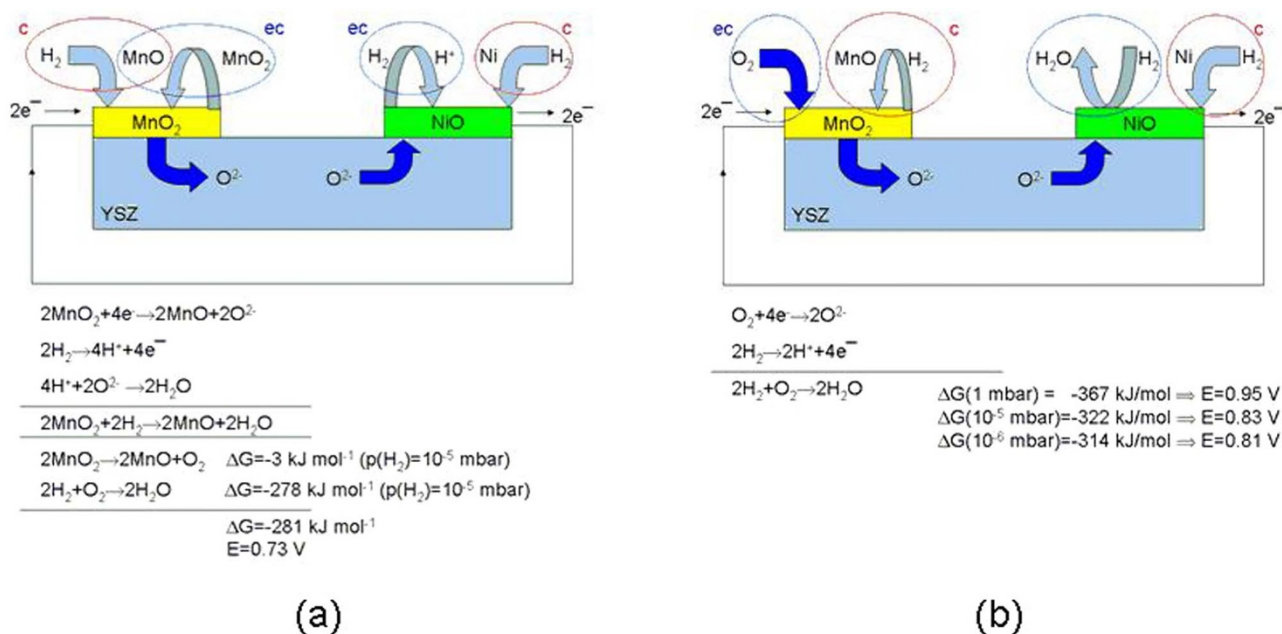 c
ec
ec
c
H₂
MnO
MnO₂
H₂
H⁺
Ni
H₂
2e⁻
MnO₂
NiO
2e⁻
O²⁻
O²⁻
YSZ
2MnO₂+4e⁻→2MnO+2O²⁻
2H₂→4H⁺+4e⁻
4H⁺+2O²⁻→2H₂O
2MnO₂+2H₂→2MnO+2H₂O
2MnO₂→2MnO+O₂ ΔG=-3 kJ mol⁻¹ (p(H₂)=10⁻⁵ mbar)
2H₂+O₂→2H₂O ΔG=-278 kJ mol⁻¹ (p(H₂)=10⁻⁵ mbar)
ΔG=-281 kJ mol⁻¹
E=0.73 V
(a)
ec
c
c
O₂
MnO
H₂
H₂O
H₂
Ni
H₂
2e⁻
MnO₂
NiO
2e⁻
O²⁻
O²⁻
YSZ
O₂+4e⁻→2O²⁻
2H₂→2H⁺+4e⁻
2H₂+O₂→2H₂O
ΔG(1 mbar) = -367 kJ/mol ⇒ E=0.95 V
ΔG(10⁻⁵ mbar)=-322 kJ/mol ⇒ E=0.83 V
ΔG(10⁻⁶ mbar)=-314 kJ/mol ⇒ E=0.81 V
(b)